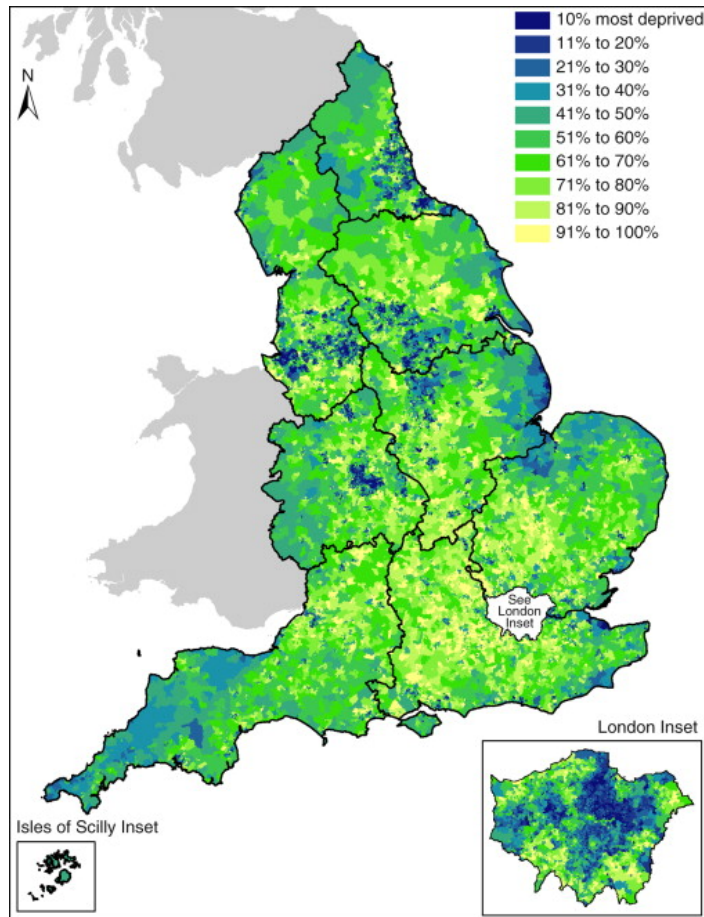 10% most deprived
11% to 20%
21% to 30%
31% to 40%
41% to 50%
51% to 60%
61% to 70%
71% to 80%
81% to 90%
91% to 100%
N
See
London
Inset
London Inset
Isles of Scilly Inset